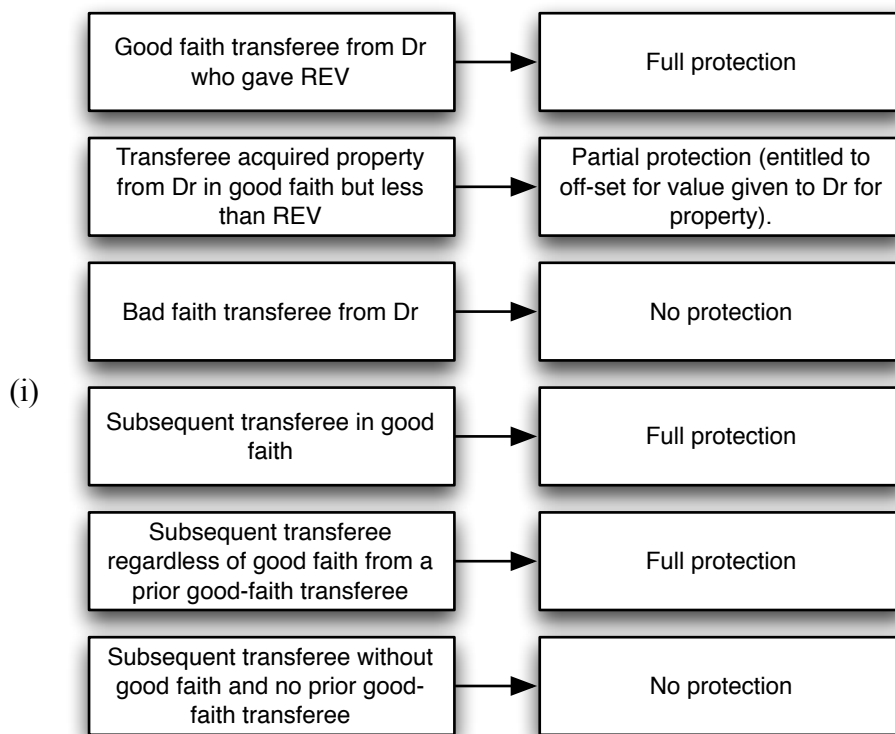 Good faith transferee from Dr
who gave REV
Full protection
Transferee acquired property
from Dr in good faith but less
than REV
Partial protection (entitled to
off-set for value given to Dr for
property).
Bad faith transferee from Dr
No protection
(i)
Subsequent transferee in good
faith
Full protection
Subsequent transferee
regardless of good faith from a
prior good-faith transferee
Full protection
Subsequent transferee without
good faith and no prior good-
faith transferee
No protection